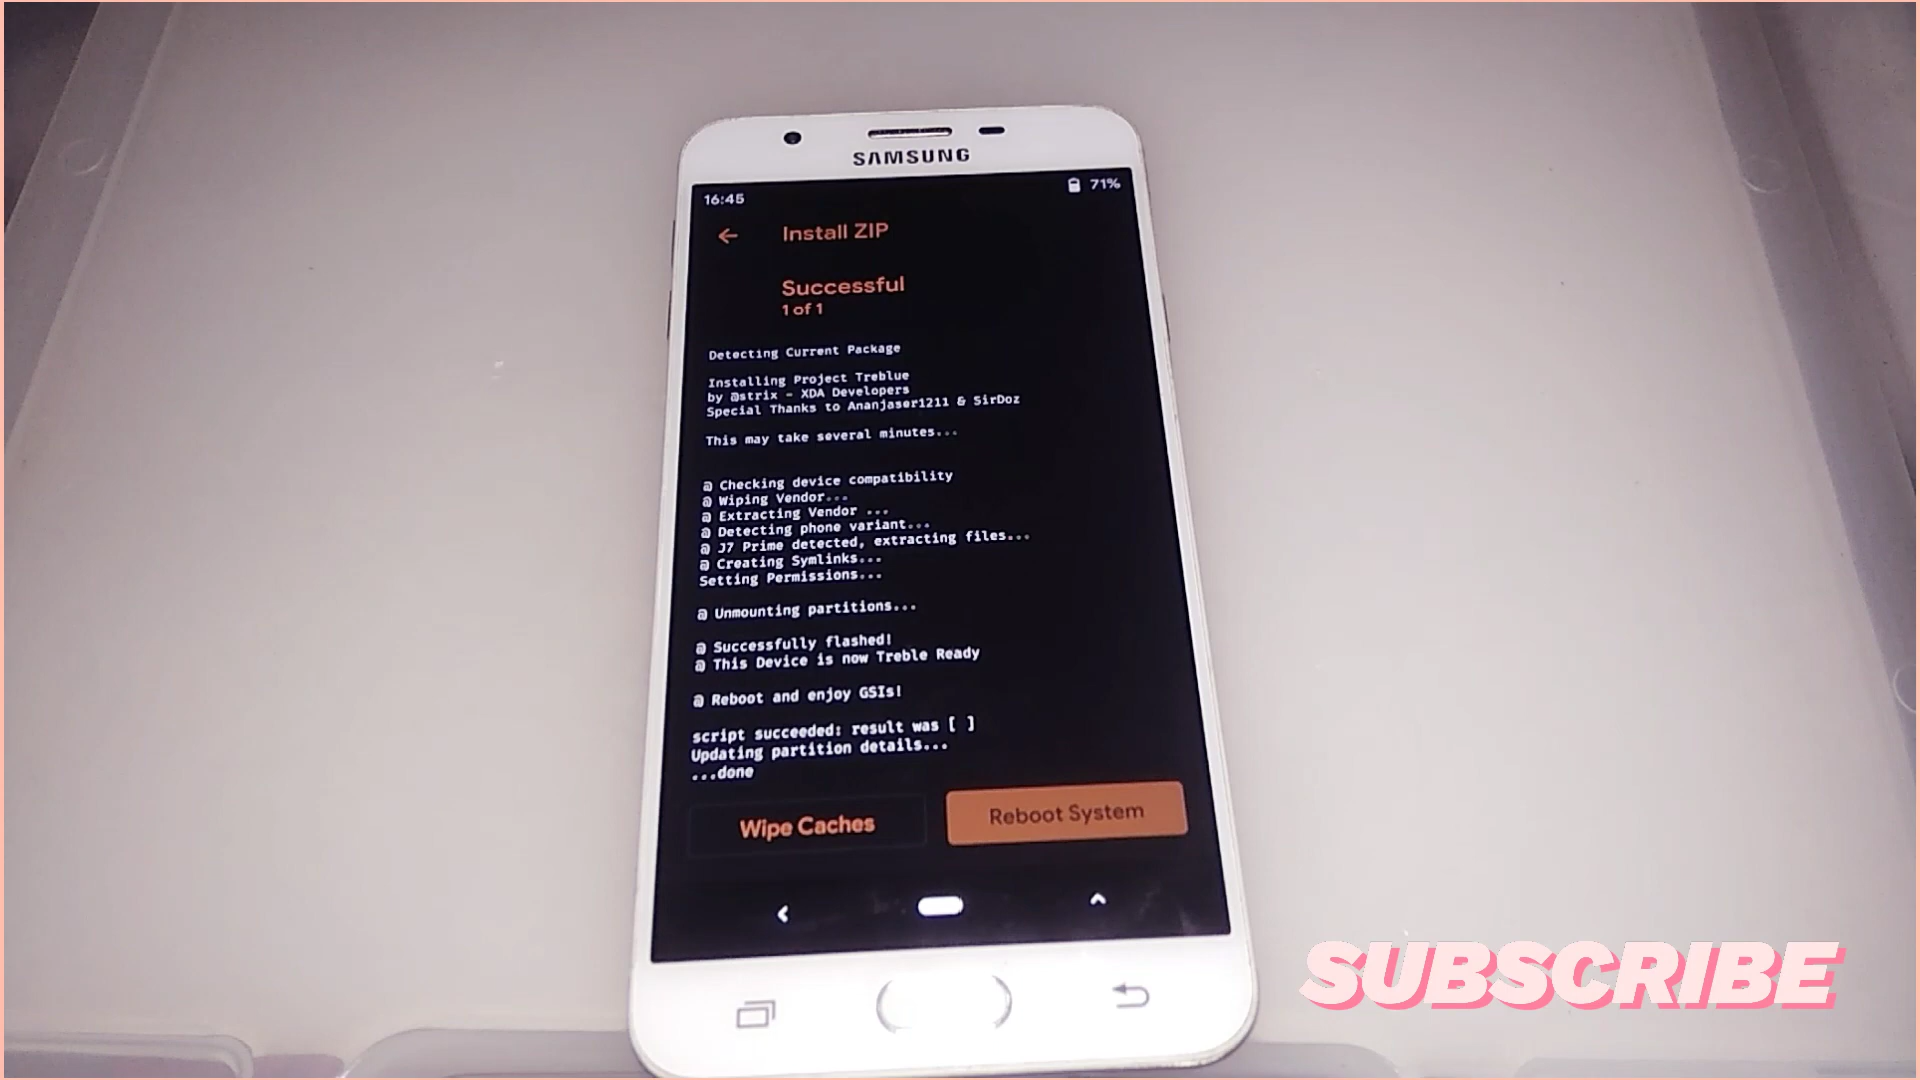 SAMSUNG
16:45
71%
Install ZIP
Successful
1 of 1
Detecting Current Package
Installing Project Treblue
by @strix - XDA Developers
Special Thanks to Ananjaser1211 & SirDoz
This may take several minutes...
@ Checking device compatibility
@ Wiping Vendor...
@ Extracting Vendor ...
@ Detecting phone variant...
@ J7 Prime detected, extracting files...
@ Creating Symlinks...
Setting Permissions...
@ Unmounting partitions...
@ Successfully flashed!
@ This Device is now Treble Ready
@ Reboot and enjoy GSIs!
script succeeded: result was [ ]
Updating partition details...
...done
Wipe Caches
Reboot System
SUBSCRIBE